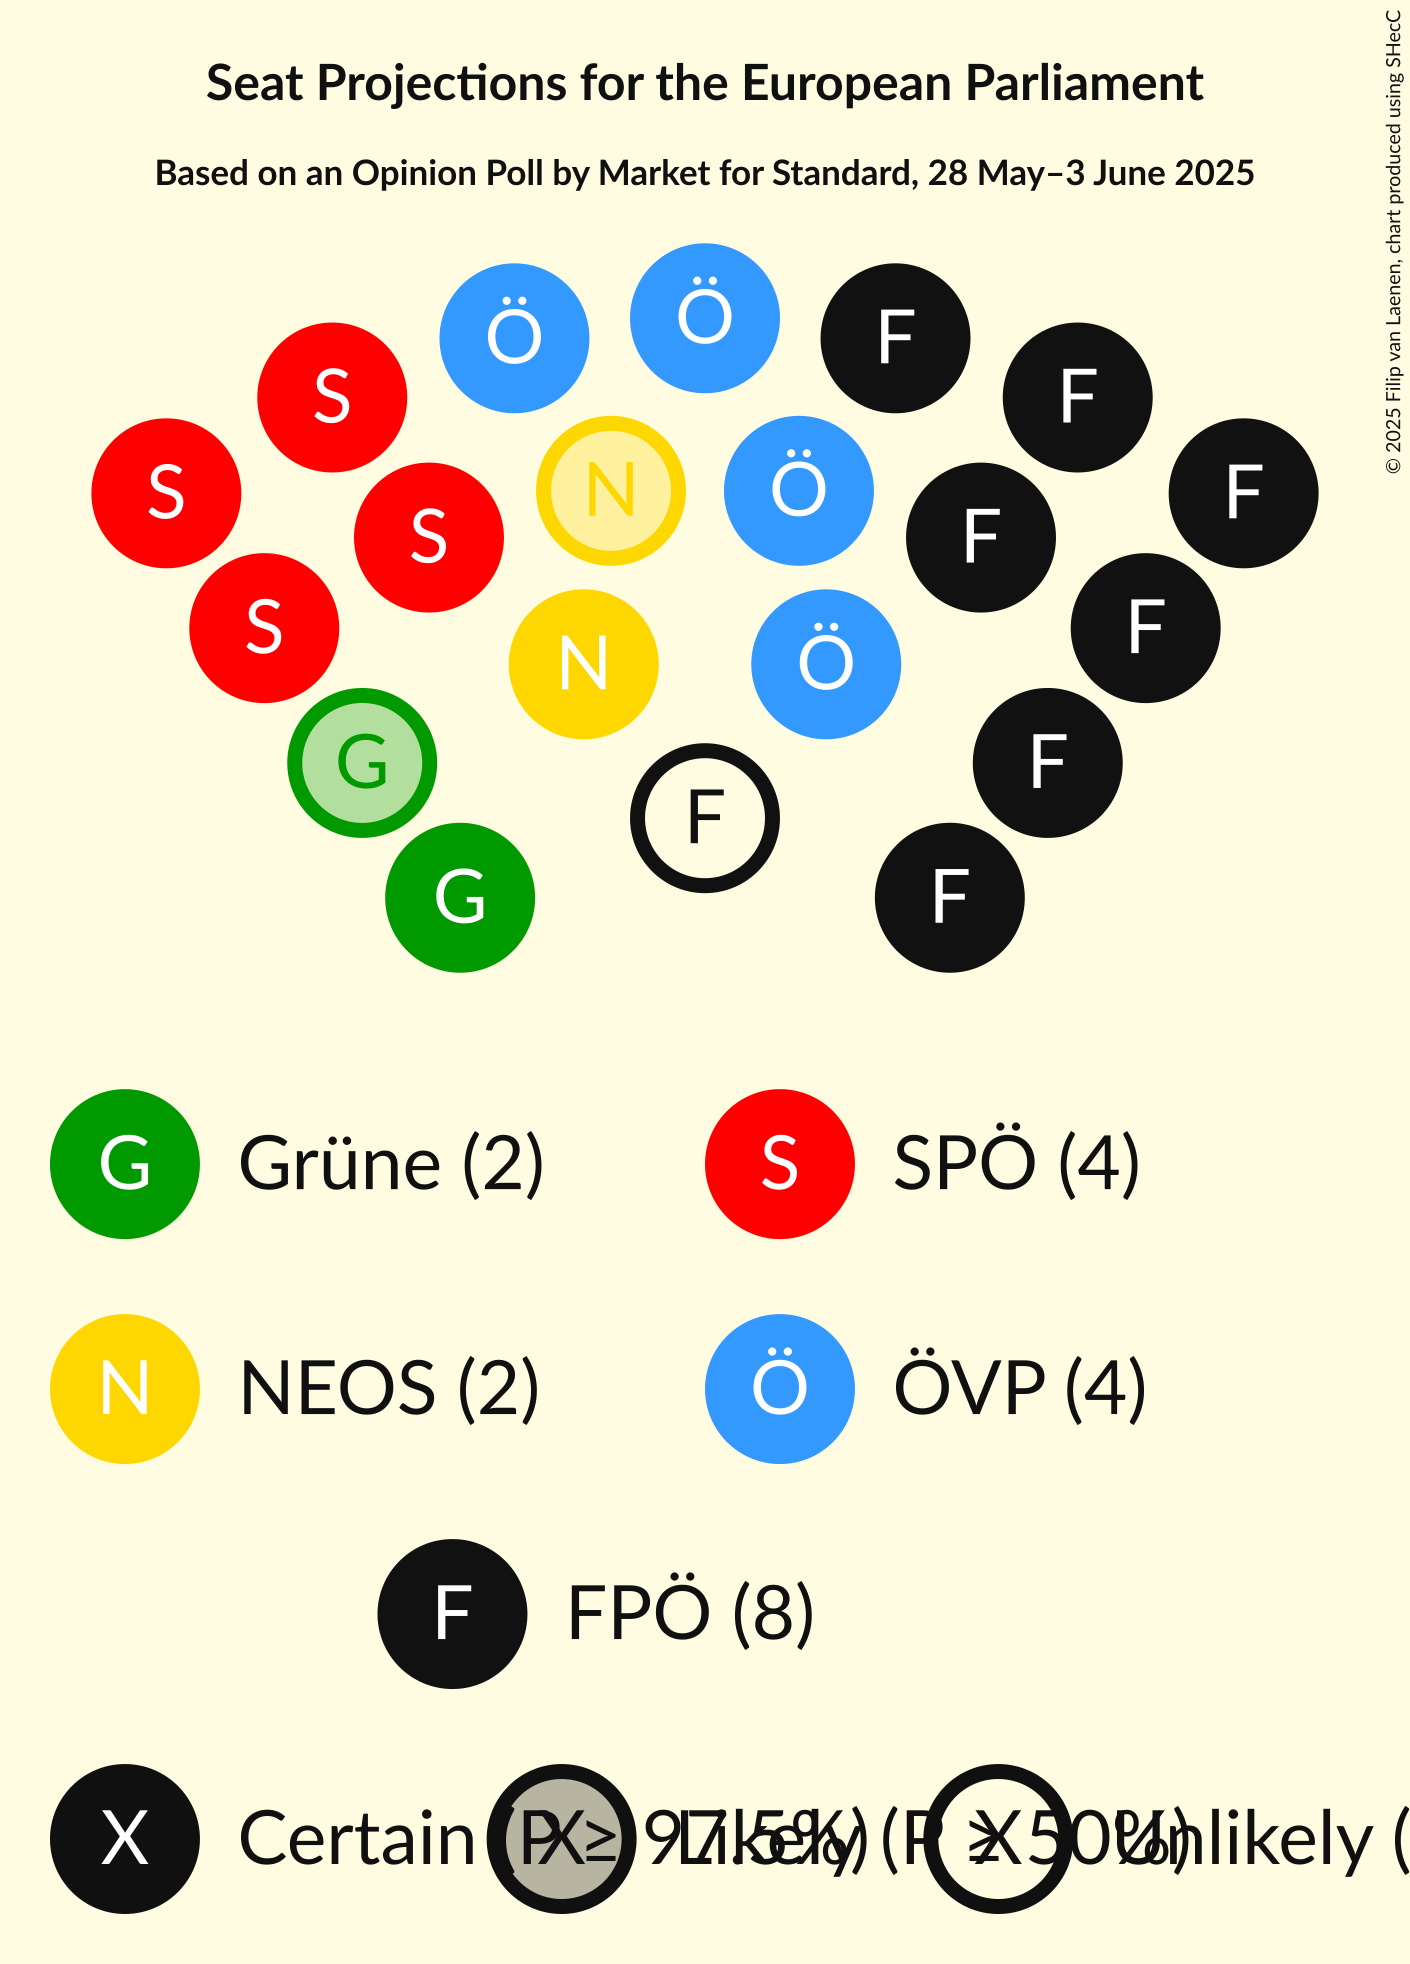 Seat Projections for the European Parliament
Based on an Opinion Poll by Market for Standard, 28 May–3 June 2025
© 2025 Filip van Laenen, chart produced using SHecC
Ö
Ö
F
S
F
S
N
Ö
F
S
F
S
F
N
Ö
G
F
F
G
F
G Grüne (2)
S SPÖ (4)
N NEOS (2)
Ö ÖVP (4)
F FPÖ (8)
X Certain (P ≥ 97.5%)
X Likely (P ≥ 50%)
X Unlikely (